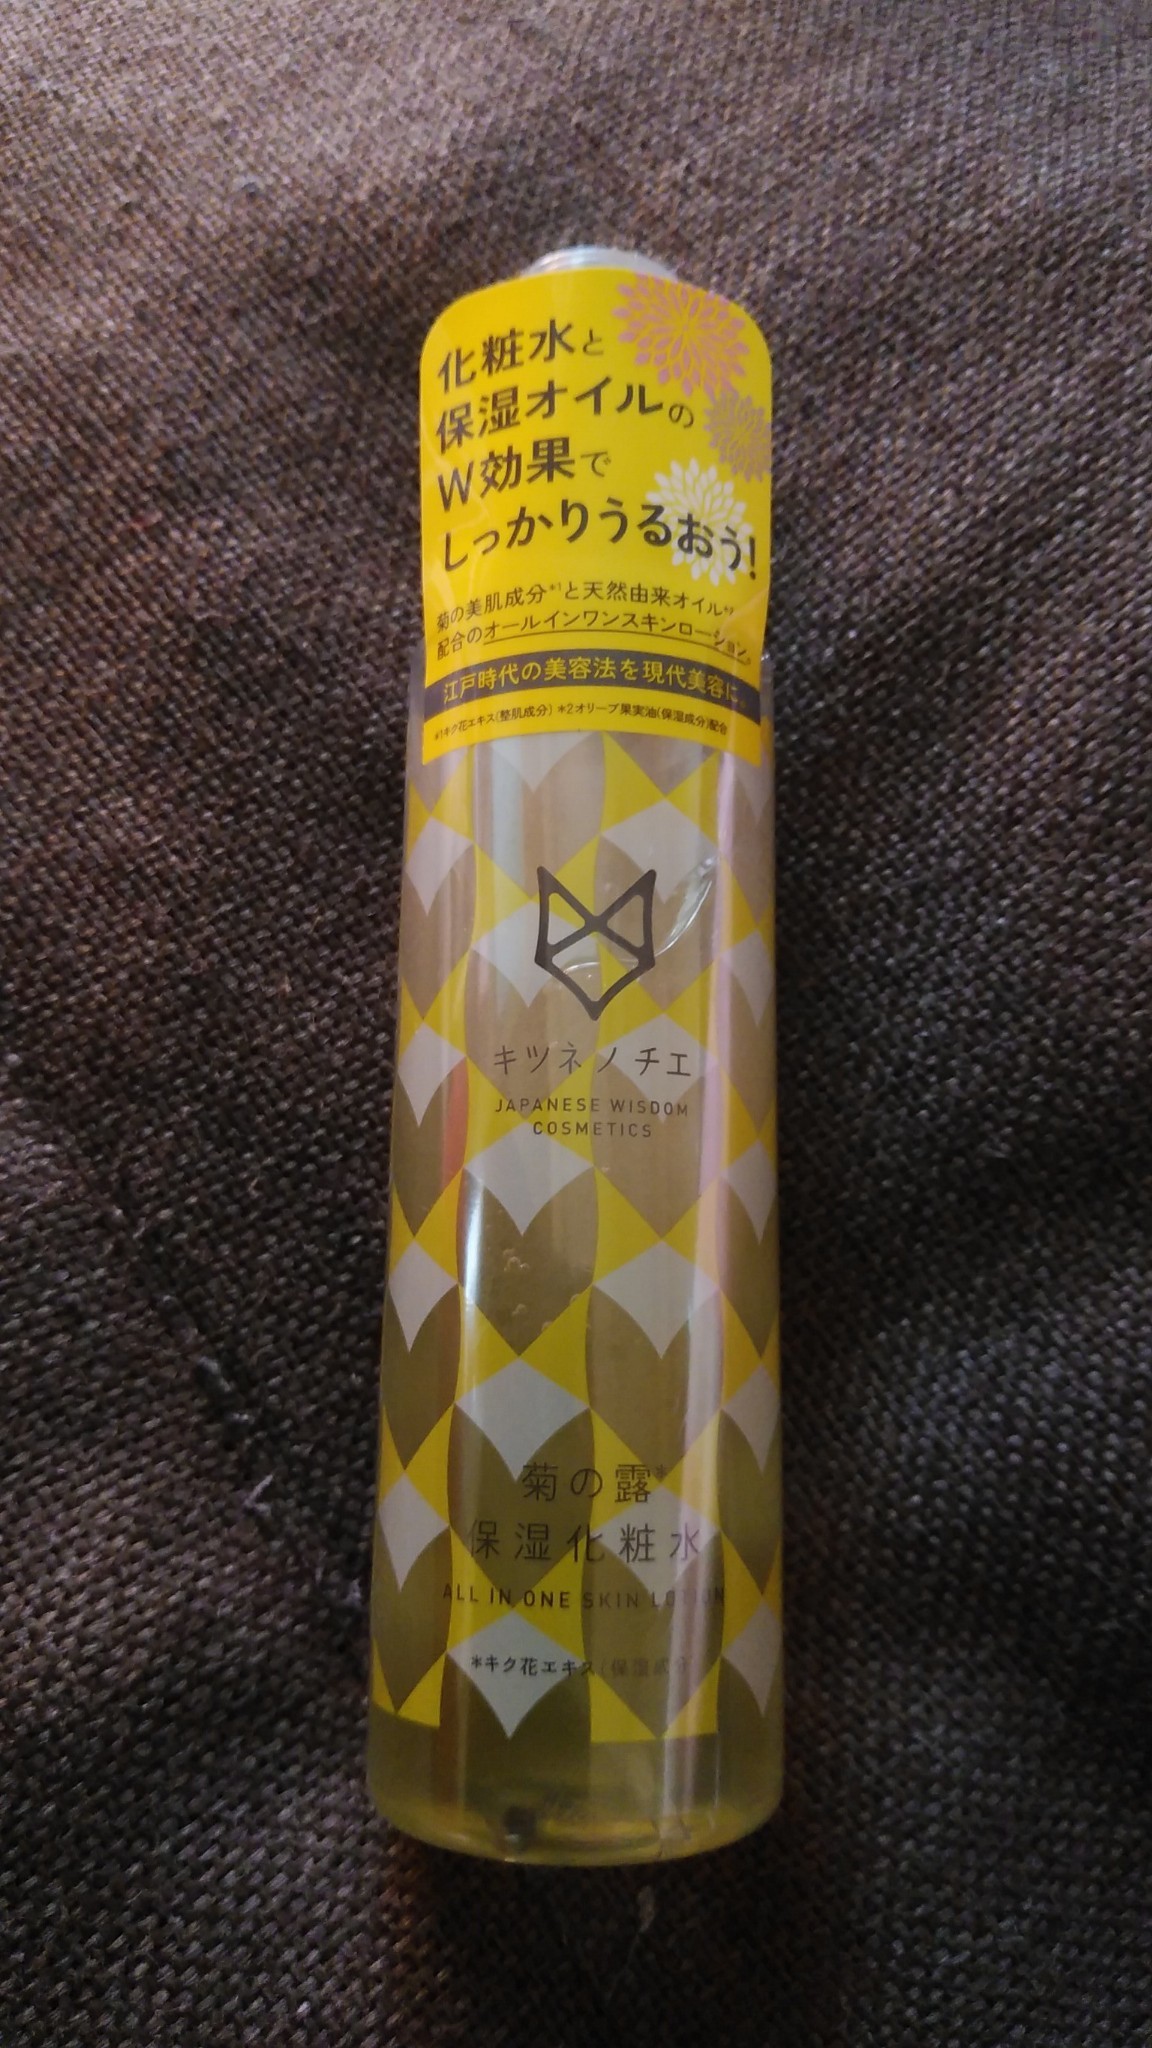 化粧水と
保湿オイルの
W効果で
しっかりうるおう!
菊の美肌成分*1と天然由来オイル*2
配合のオールインワンスキンローション。
江戸時代の美容法を現代美容に。
*1キク花エキス(整肌成分) *2オリーブ果実油(保湿成分)配合
キツネノチエ
JAPANESE WISDOM
COSMETICS
菊の露*
保湿化粧水
ALL IN ONE SKIN LOTION
*キク花エキス(保湿成分)